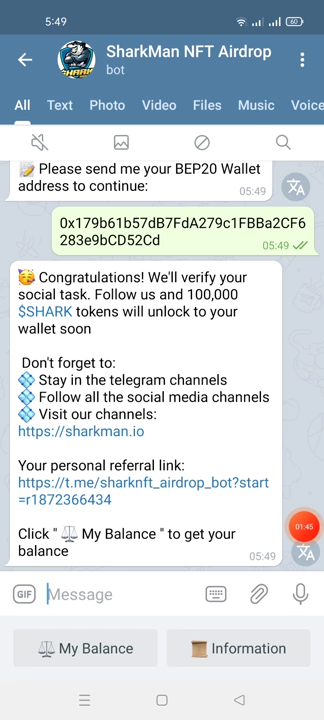 5:49
60
SharkMan NFT Airdrop
bot
All Text Photo Video Files Music Voice
📝 Please send me your BEP20 Wallet
address to continue:
05:49
0x179b61b57dB7FdA279c1FBBa2CF6
283e9bCD52Cd
05:49
🥳 Congratulations! We'll verify your
social task. Follow us and 100,000
$SHARK tokens will unlock to your
wallet soon
Don't forget to:
💠 Stay in the telegram channels
💠 Follow all the social media channels
💠 Visit our channels:
https://sharkman.io
Your personal referral link:
https://t.me/sharknft_airdrop_bot?start
=r1872366434
Click " ⚖️ My Balance " to get your
balance
05:49
01:45
GIF Message
⚖️ My Balance
📜 Information